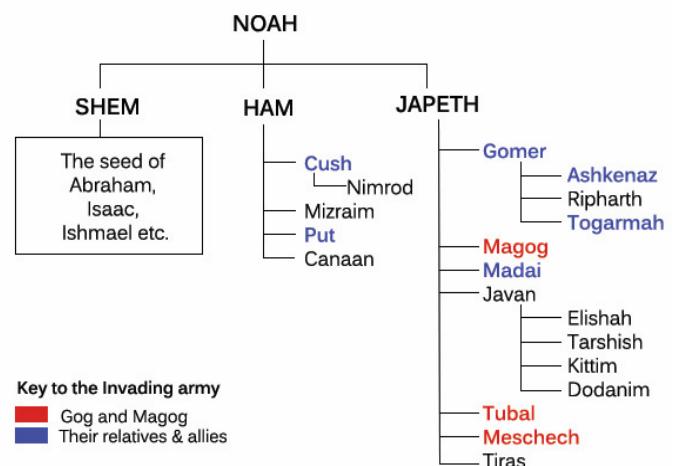 NOAH
SHEM
HAM
JAPETH
The seed of
Abraham,
Isaac,
Ishmael etc.
Cush
Nimrod
Mizraim
Put
Canaan
Gomer
Ashkenaz
Ripharth
Togarmah
Magog
Madai
Javan
Elishah
Tarshish
Kittim
Dodanim
Tubal
Meschech
Tiras
Key to the Invading army
Gog and Magog
Their relatives & allies